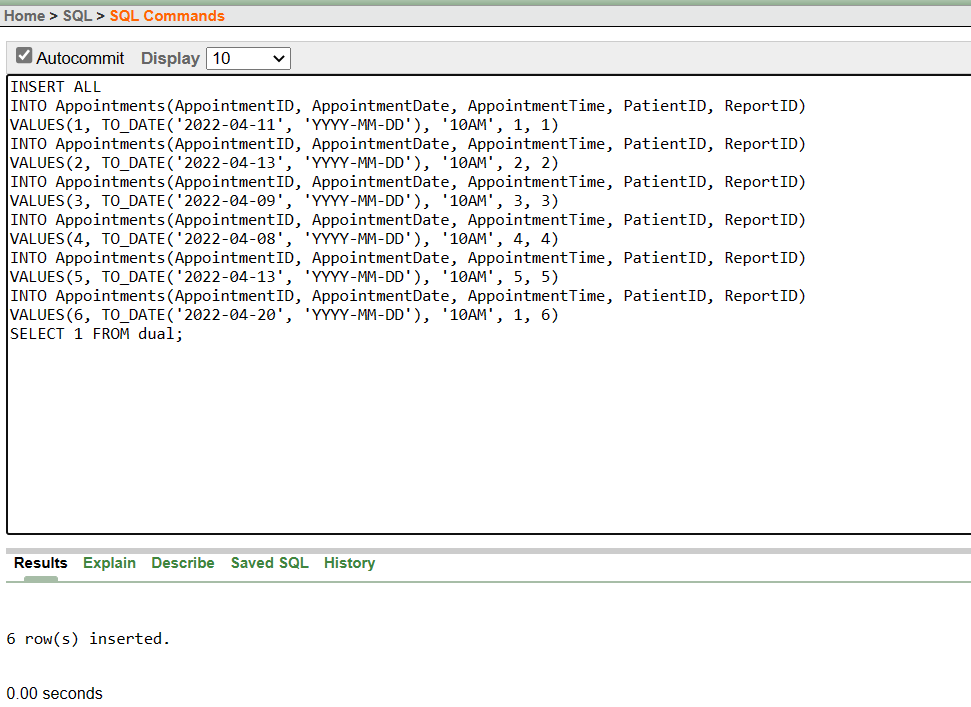 Home > SQL > SQL Commands
Autocommit Display 10
INSERT ALL
INTO Appointments(AppointmentID, AppointmentDate, AppointmentTime, PatientID, ReportID)
VALUES(1, TO_DATE('2022-04-11', 'YYYY-MM-DD'), '10AM', 1, 1)
INTO Appointments(AppointmentID, AppointmentDate, AppointmentTime, PatientID, ReportID)
VALUES(2, TO_DATE('2022-04-13', 'YYYY-MM-DD'), '10AM', 2, 2)
INTO Appointments(AppointmentID, AppointmentDate, AppointmentTime, PatientID, ReportID)
VALUES(3, TO_DATE('2022-04-09', 'YYYY-MM-DD'), '10AM', 3, 3)
INTO Appointments(AppointmentID, AppointmentDate, AppointmentTime, PatientID, ReportID)
VALUES(4, TO_DATE('2022-04-08', 'YYYY-MM-DD'), '10AM', 4, 4)
INTO Appointments(AppointmentID, AppointmentDate, AppointmentTime, PatientID, ReportID)
VALUES(5, TO_DATE('2022-04-13', 'YYYY-MM-DD'), '10AM', 5, 5)
INTO Appointments(AppointmentID, AppointmentDate, AppointmentTime, PatientID, ReportID)
VALUES(6, TO_DATE('2022-04-20', 'YYYY-MM-DD'), '10AM', 1, 6)
SELECT 1 FROM dual;
Results Explain Describe Saved SQL History
6 row(s) inserted.
0.00 seconds